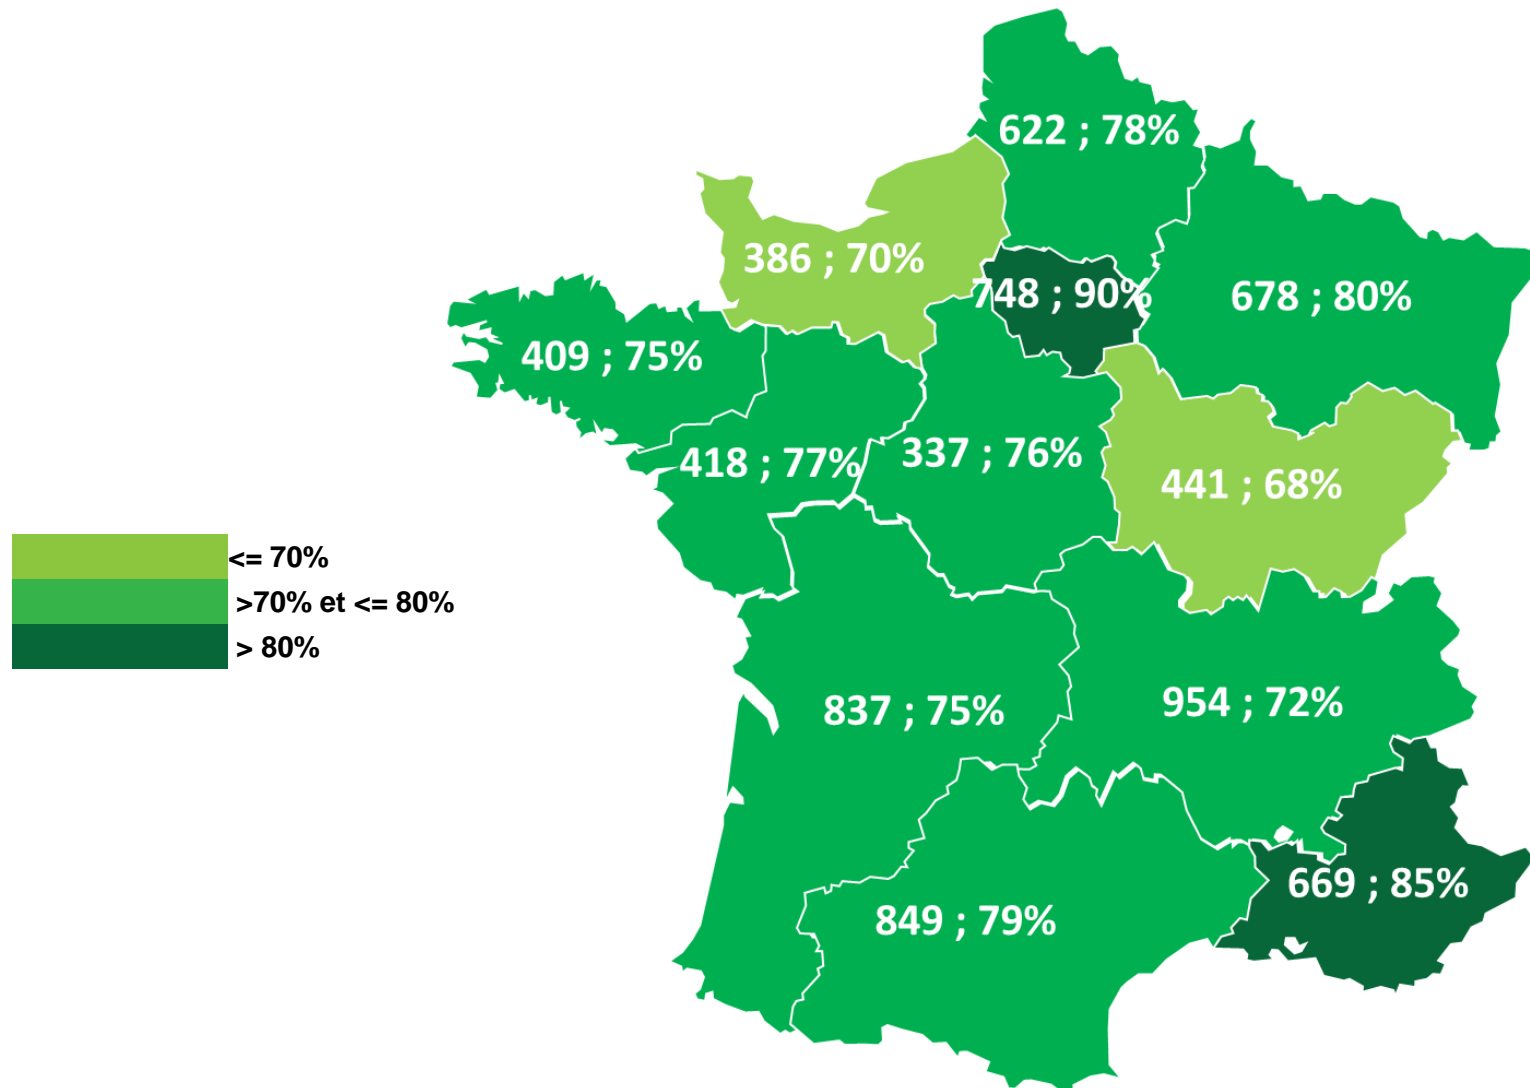 622 ; 78%
386 ; 70%
748 ; 90%
678 ; 80%
409 ; 75%
418 ; 77%
337 ; 76%
441 ; 68%
<= 70%
>70% et <= 80%
> 80%
837 ; 75%
954 ; 72%
669 ; 85%
849 ; 79%